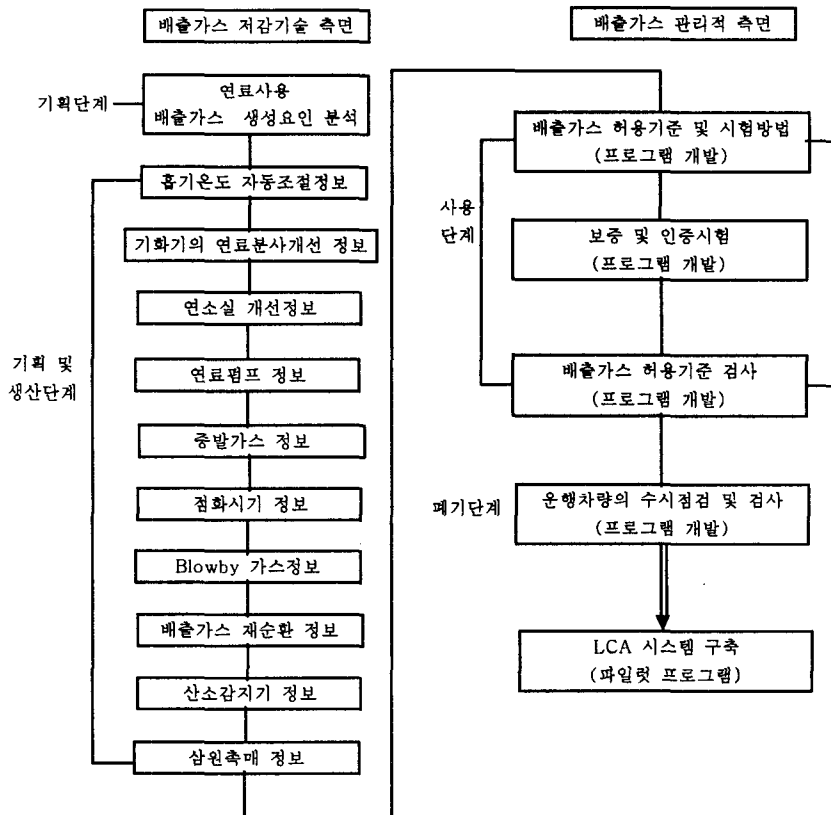 배출가스 저감기술 측면
기획단계
연료사용
배출가스 생성요인 분석
흡기온도 자동조절정보
기화기의 연료분사개선 정보
연소실 개선정보
기획 및
생산단계
연료펌프 정보
증발가스 정보
점화시기 정보
Blowby 가스정보
배출가스 재순환 정보
산소감지기 정보
삼원촉매 정보
배출가스 관리적 측면
배출가스 허용기준 및 시험방법
(프로그램 개발)
사용
단계
보증 및 인증시험
(프로그램 개발)
배출가스 허용기준 검사
(프로그램 개발)
폐기단계
운행차량의 수시점검 및 검사
(프로그램 개발)
LCA 시스템 구축
(파일럿 프로그램)